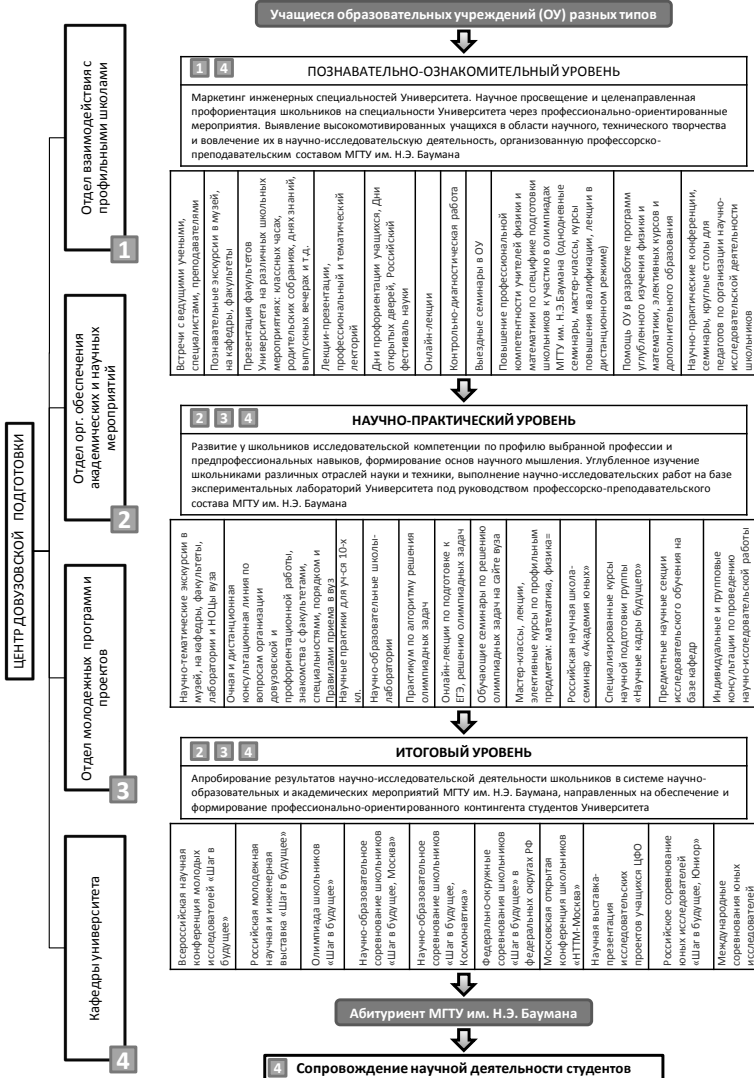 Учащиеся образовательных учреждений (ОУ) разных типов
ЦЕНТР ДОВУЗОВСКОЙ ПОДГОТОВКИ
Отдел взаимодействия с
профильными школами
1
Отдел орг. обеспечения
академических и научных
мероприятий
2
Отдел молодежных программ и
проектов
3
Кафедры университета
4
1 4
ПОЗНАВАТЕЛЬНО-ОЗНАКОМИТЕЛЬНЫЙ УРОВЕНЬ
Маркетинг инженерных специальностей Университета. Научное просвещение и целенаправленная
профориентация школьников на специальности Университета через профессионально-ориентированные
мероприятия. Выявление высокомотивированных учащихся в области научного, технического творчества
и вовлечение их в научно-исследовательскую деятельность, организованную профессорско-
преподавательским составом МГТУ им. Н.Э. Баумана
Встречи с ведущими учеными,
специалистами, преподавателями
Познавательные экскурсии в музей,
на кафедры, факультеты
Презентация факультетов
Университета на различных школьных
мероприятиях: классных часах,
родительских собраниях, днях знаний,
выпускных вечерах и т.д.
Лекции-презентации,
профессиональный и тематический
лекторий
Дни профориентации учащихся, Дни
открытых дверей, Российский
фестиваль науки
Онлайн-лекции
Контрольно-диагностическая работа
Выездные семинары в ОУ
Повышение профессиональной
компетентности учителей физики и
математики по специфике подготовки
школьников к участию в олимпиадах
МГТУ им. Н.Э.Баумана (однодневные
семинары, мастер-классы, курсы
повышения квалификации, лекции в
дистанционном режиме)
Помощь ОУ в разработке программ
углубленного изучения физики и
математики, элективных курсов и
дополнительного образования
Научно-практические конференции,
семинары, круглые столы для
педагогов по организации научно-
исследовательской деятельности
школьников
2 3 4
НАУЧНО-ПРАКТИЧЕСКИЙ УРОВЕНЬ
Развитие у школьников исследовательской компетенции по профилю выбранной профессии и
предпрофессиональных навыков, формирование основ научного мышления. Углубленное изучение
школьниками различных отраслей науки и техники, выполнение научно-исследовательских работ на базе
экспериментальных лабораторий Университета под руководством профессорско-преподавательского
состава МГТУ им. Н.Э. Баумана
Научно-тематические экскурсии в
музей, на кафедры, факультеты,
лаборатории и НОЦы вуза
Очная и дистанционная
консультационная линия по
вопросам организации
довузовской и
профориентационной работы,
знакомства с факультетами,
специальностями, порядком и
Правилами приема в вуз
Научные практики для уч-ся 10-х
кл.
Научно-образовательные школы-
лаборатории
Практикум по алгоритму решения
олимпиадных задач
Онлайн-лекции по подготовке к
ЕГЭ, решению олимпиадных задач
Обучающие семинары по решению
олимпиадных задач на сайте вуза
Мастер-классы, лекции,
элективные курсы по профильным
предметам: математика, физика=
Российская научная школа-
семинар «Академия юных»
Специализированные курсы
научной подготовки группы
«Научные кадры будущего»
Предметные научные секции
исследовательского обучения на
базе кафедр
Индивидуальные и групповые
консультации по проведению
научно-исследовательской работы
2 3 4
ИТОГОВЫЙ УРОВЕНЬ
Апробирование результатов научно-исследовательской деятельности школьников в системе научно-
образовательных и академических мероприятий МГТУ им. Н.Э. Баумана, направленных на обеспечение и
формирование профессионально-ориентированного контингента студентов Университета
Всероссийская научная
конференция молодых
исследователей «Шаг в
будущее»
Российская молодежная
научная и инженерная
выставка «Шаг в будущее»
Олимпиада школьников
«Шаг в будущее»
Научно-образовательное
соревнование школьников
«Шаг в будущее, Москва»
Научно-образовательное
соревнование школьников
«Шаг в будущее,
Космонавтика»
Федерально-окружные
соревнования школьников
«Шаг в будущее» в
федеральных округах РФ
Московская открытая
конференция школьников
«НТТМ-Москва»
Научная выставка-
презентация
исследовательских
проектов учащихся ЦФО
Российское соревнование
юных исследователей
«Шаг в будущее, Юниор»
Международные
соревнования юных
исследователей
Абитуриент МГТУ им. Н.Э. Баумана
4 Сопровождение научной деятельности студентов